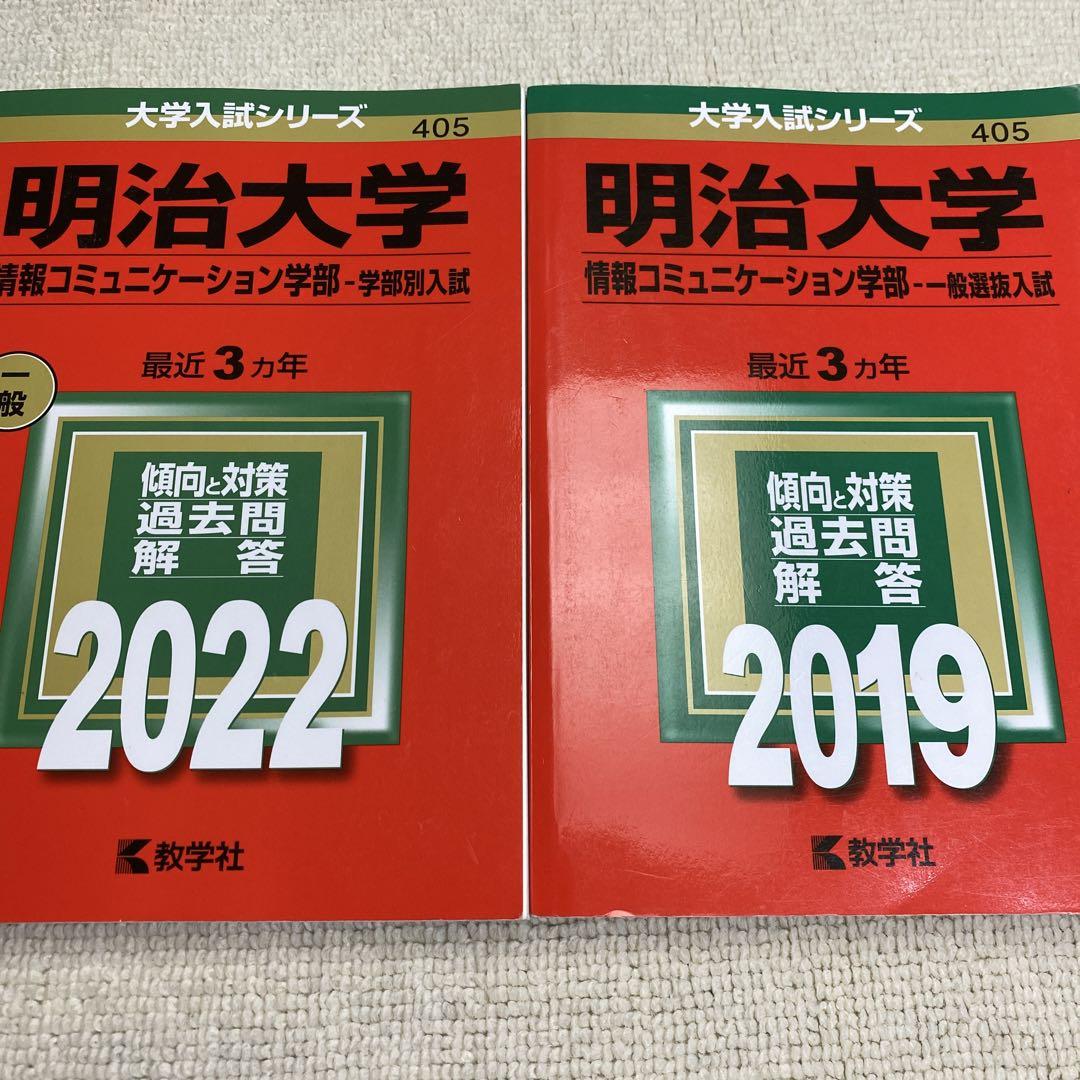 大学入試シリーズ
405
明治大学
情報コミュニケーション学部-学部別入試
最近3カ年
一般
傾向と対策
過去問
解答
2022
教学社
大学入試シリーズ
405
明治大学
情報コミュニケーション学部-一般選抜入試
最近3カ年
傾向と対策
過去問
解答
2019
教学社